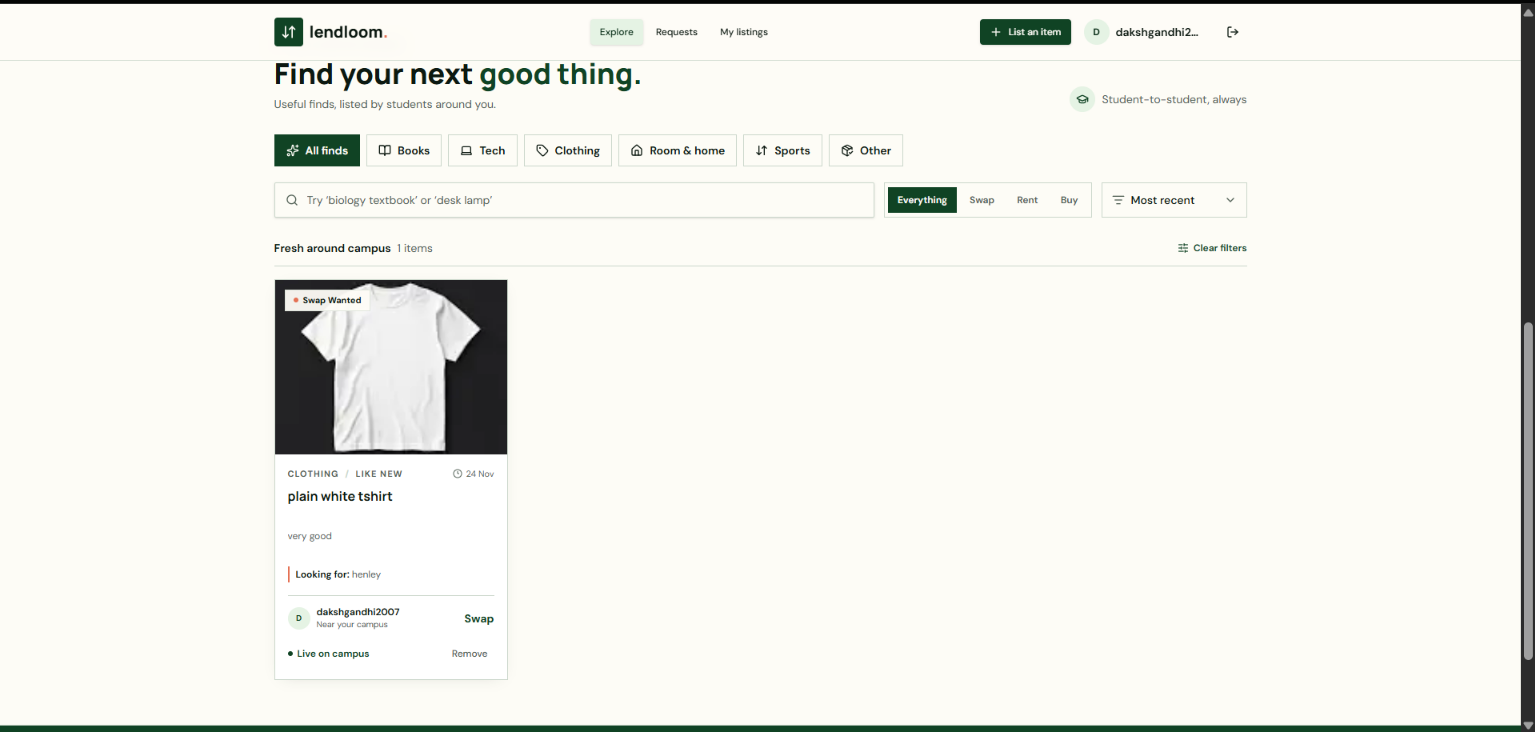 lendloom.
Explore
Requests
My listings
+ List an item
D
dakshgandhi2...
Find your next good thing.
Useful finds, listed by students around you.
Student-to-student, always
All finds
Books
Tech
Clothing
Room & home
Sports
Other
Try ‘biology textbook’ or ‘desk lamp’
Everything
Swap
Rent
Buy
Most recent
Fresh around campus 1 items
Clear filters
Swap Wanted
CLOTHING / LIKE NEW
24 Nov
plain white tshirt
very good
Looking for: henley
D
dakshgandhi2007
Near your campus
Swap
Live on campus
Remove